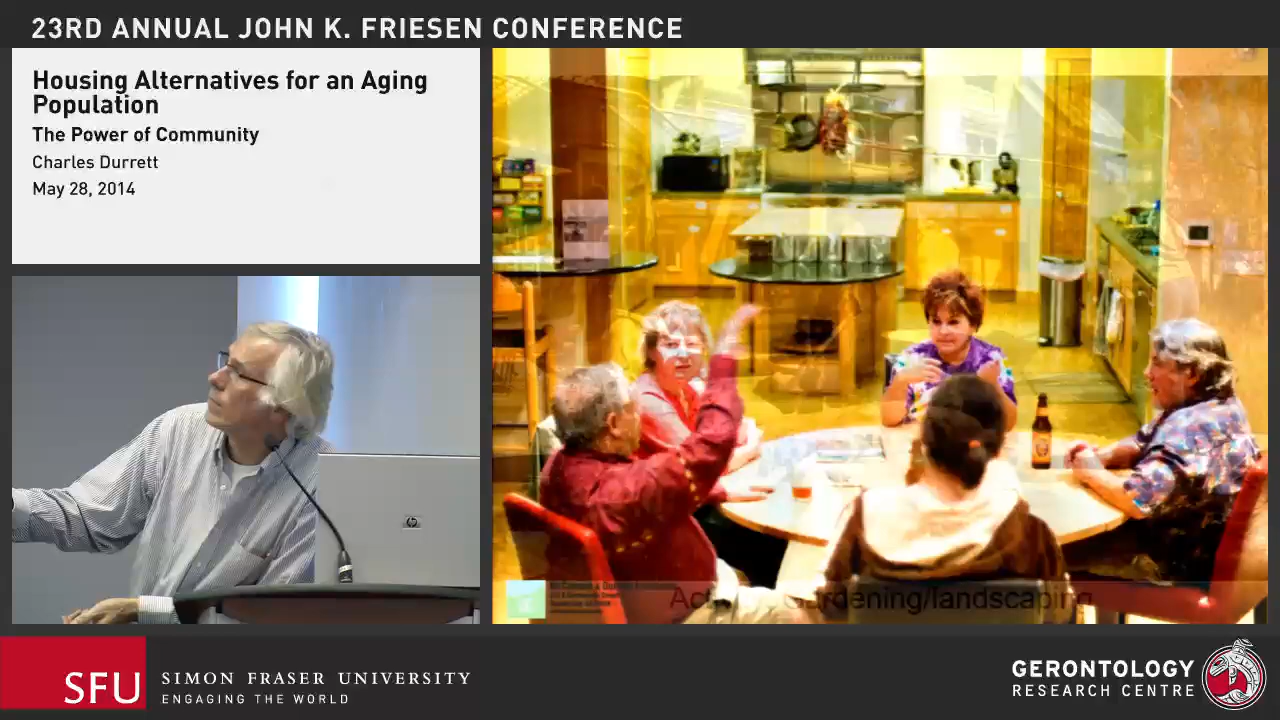 23RD ANNUAL JOHN K. FRIESEN CONFERENCE
Housing Alternatives for an Aging
Population
The Power of Community
Charles Durrett
May 28, 2014
hp
Gardening/landscaping
SFU
SIMON FRASER UNIVERSITY
ENGAGING THE WORLD
GERONTOLOGY
RESEARCH CENTRE